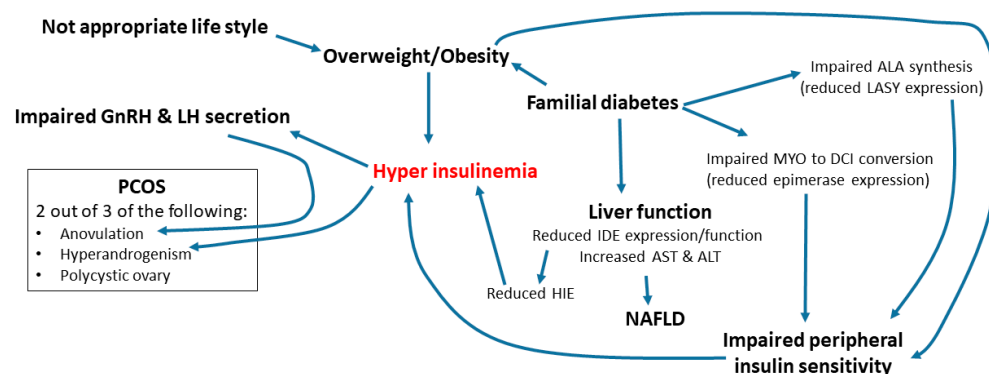 Not appropriate life style
Overweight/Obesity
Impaired ALA synthesis
(reduced LASY expression)
Familial diabetes
Impaired GnRH & LH secretion
Impaired MYO to DCI conversion
(reduced epimerase expression)
Hyper insulinemia
PCOS
2 out of 3 of the following:
• Anovulation
• Hyperandrogenism
• Polycystic ovary
Liver function
Reduced IDE expression/function
Increased AST & ALT
Reduced HIE
NAFLD
Impaired peripheral
insulin sensitivity